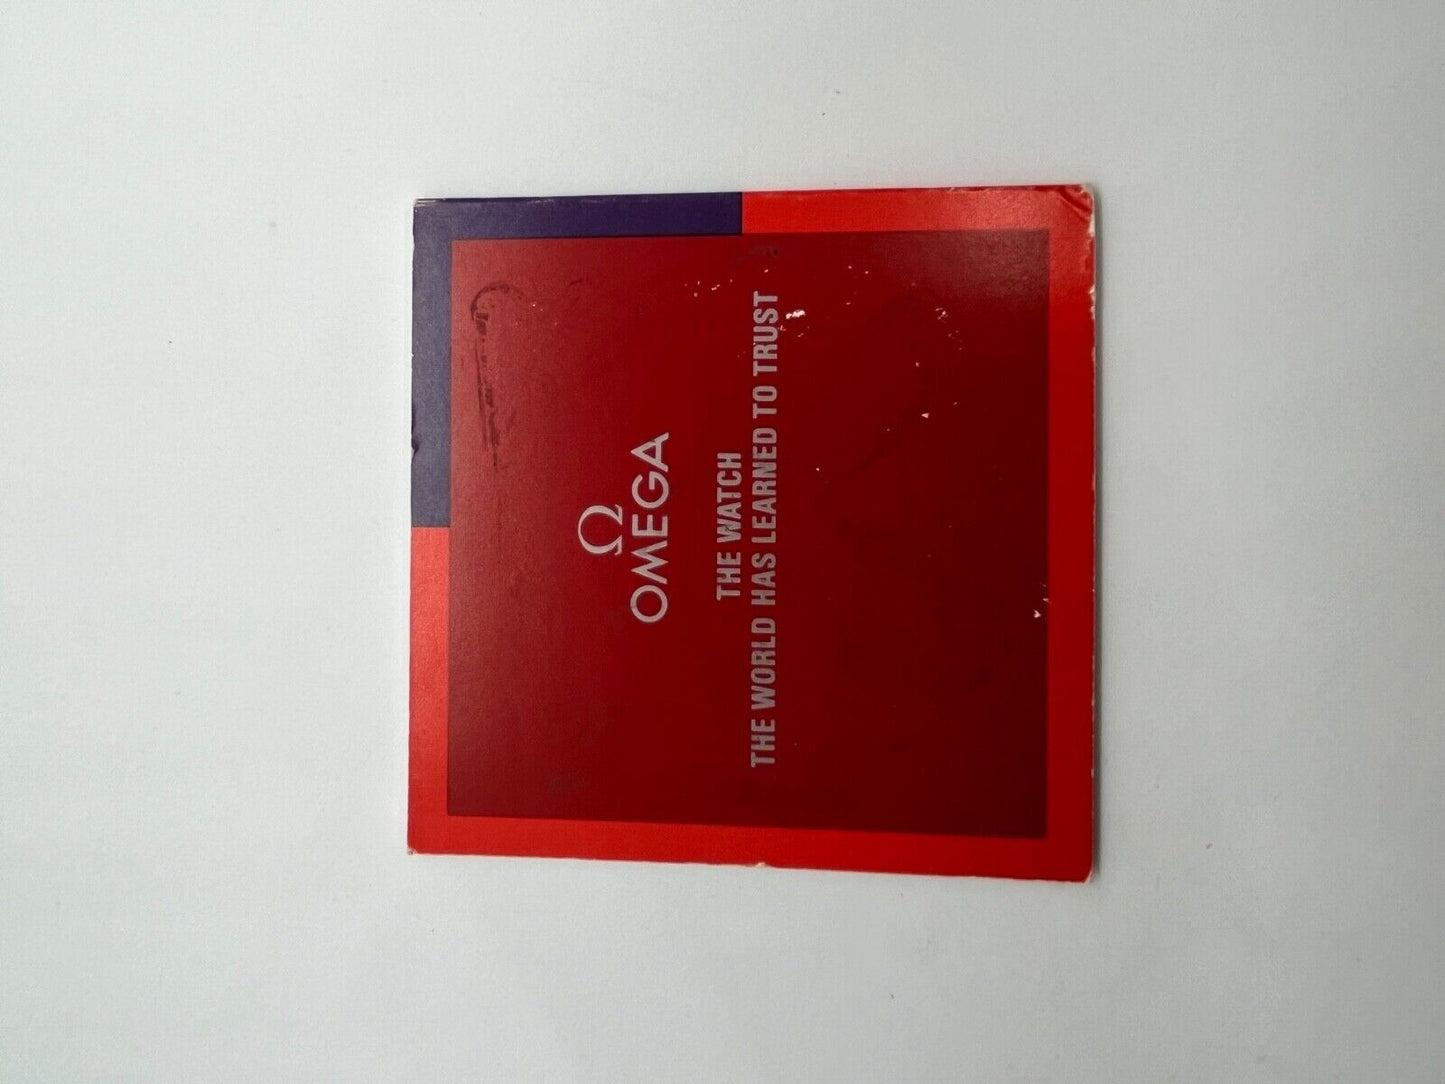 Ω
OMEGA
THE WATCH
THE WORLD HAS LEARNED TO TRUST